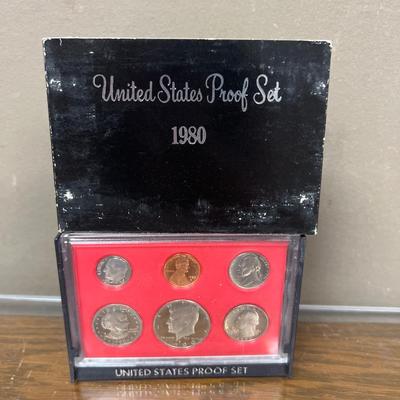 United States Proof Set
1980
UNITED STATES PROOF SET